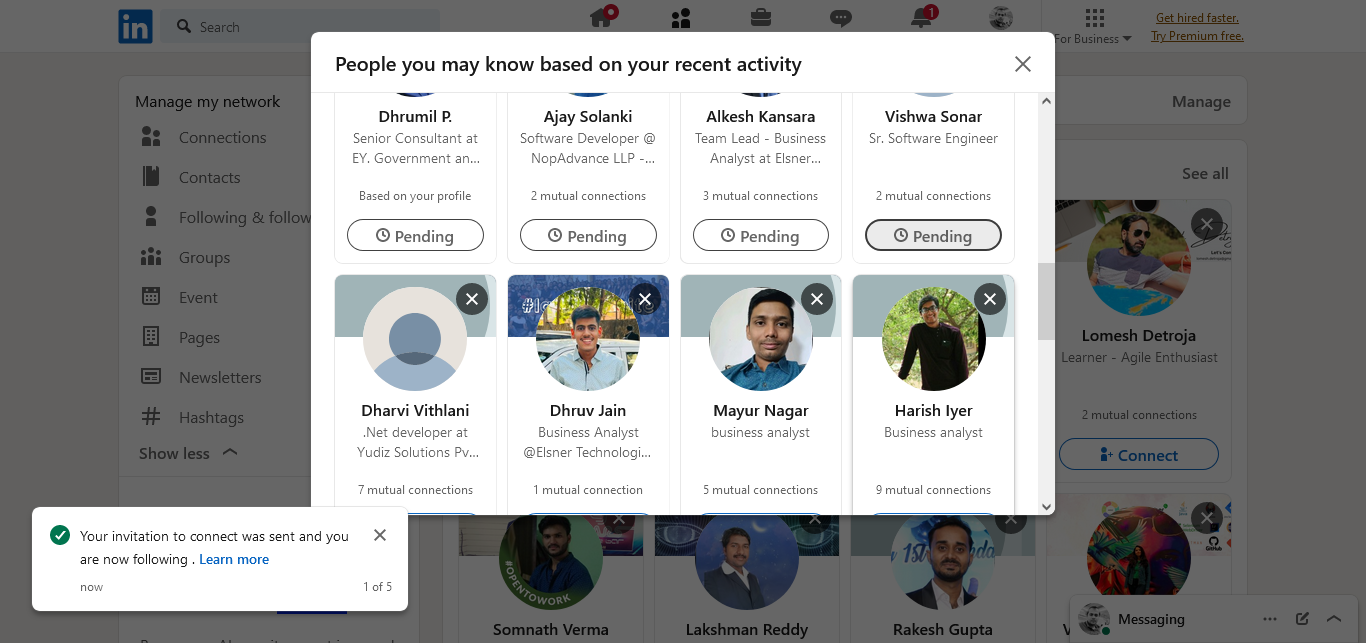 in
Search
1
For Business
Get hired faster.
Try Premium free.
People you may know based on your recent activity
Manage my network
Connections
Contacts
Following & follow
Groups
Event
Pages
Newsletters
Hashtags
Show less
Manage
See all
Dhrumil P.
Senior Consultant at
EY. Government an...
Based on your profile
Pending
Ajay Solanki
Software Developer @
NopAdvance LLP -...
2 mutual connections
Pending
Alkesh Kansara
Team Lead - Business
Analyst at Elsner...
3 mutual connections
Pending
Vishwa Sonar
Sr. Software Engineer
2 mutual connections
Pending
Dharvi Vithlani
.Net developer at
Yudiz Solutions Pv...
7 mutual connections
Dhruv Jain
Business Analyst
@Elsner Technologi...
1 mutual connection
Mayur Nagar
business analyst
5 mutual connections
Harish Iyer
Business analyst
9 mutual connections
Lomesh Detroja
Learner - Agile Enthusiast
2 mutual connections
Connect
Your invitation to connect was sent and you
are now following . Learn more
now
1 of 5
#OPENTOWORK
Somnath Verma
Lakshman Reddy
Rakesh Gupta
GitHub
Messaging